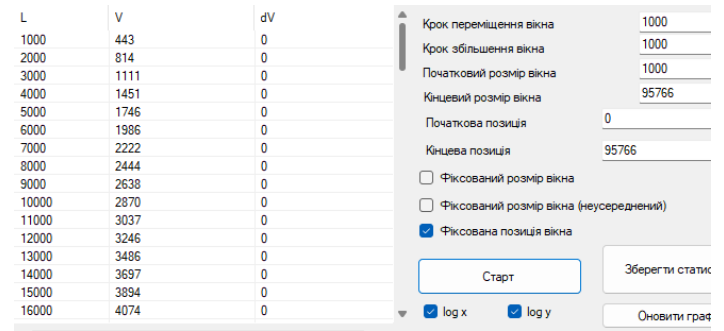 L V dV
1000 443 0
2000 814 0
3000 1111 0
4000 1451 0
5000 1746 0
6000 1986 0
7000 2222 0
8000 2444 0
9000 2638 0
10000 2870 0
11000 3037 0
12000 3246 0
13000 3486 0
14000 3697 0
15000 3894 0
16000 4074 0
Крок переміщення вікна 1000
Крок збільшення вікна 1000
Початковий розмір вікна 1000
Кінцевий розмір вікна 95766
Початкова позиція 0
Кінцева позиція 95766
Фіксований розмір вікна
Фіксований розмір вікна (неусереднений)
Фіксована позиція вікна
Старт
Зберегти статис
log x log y
Оновити граф